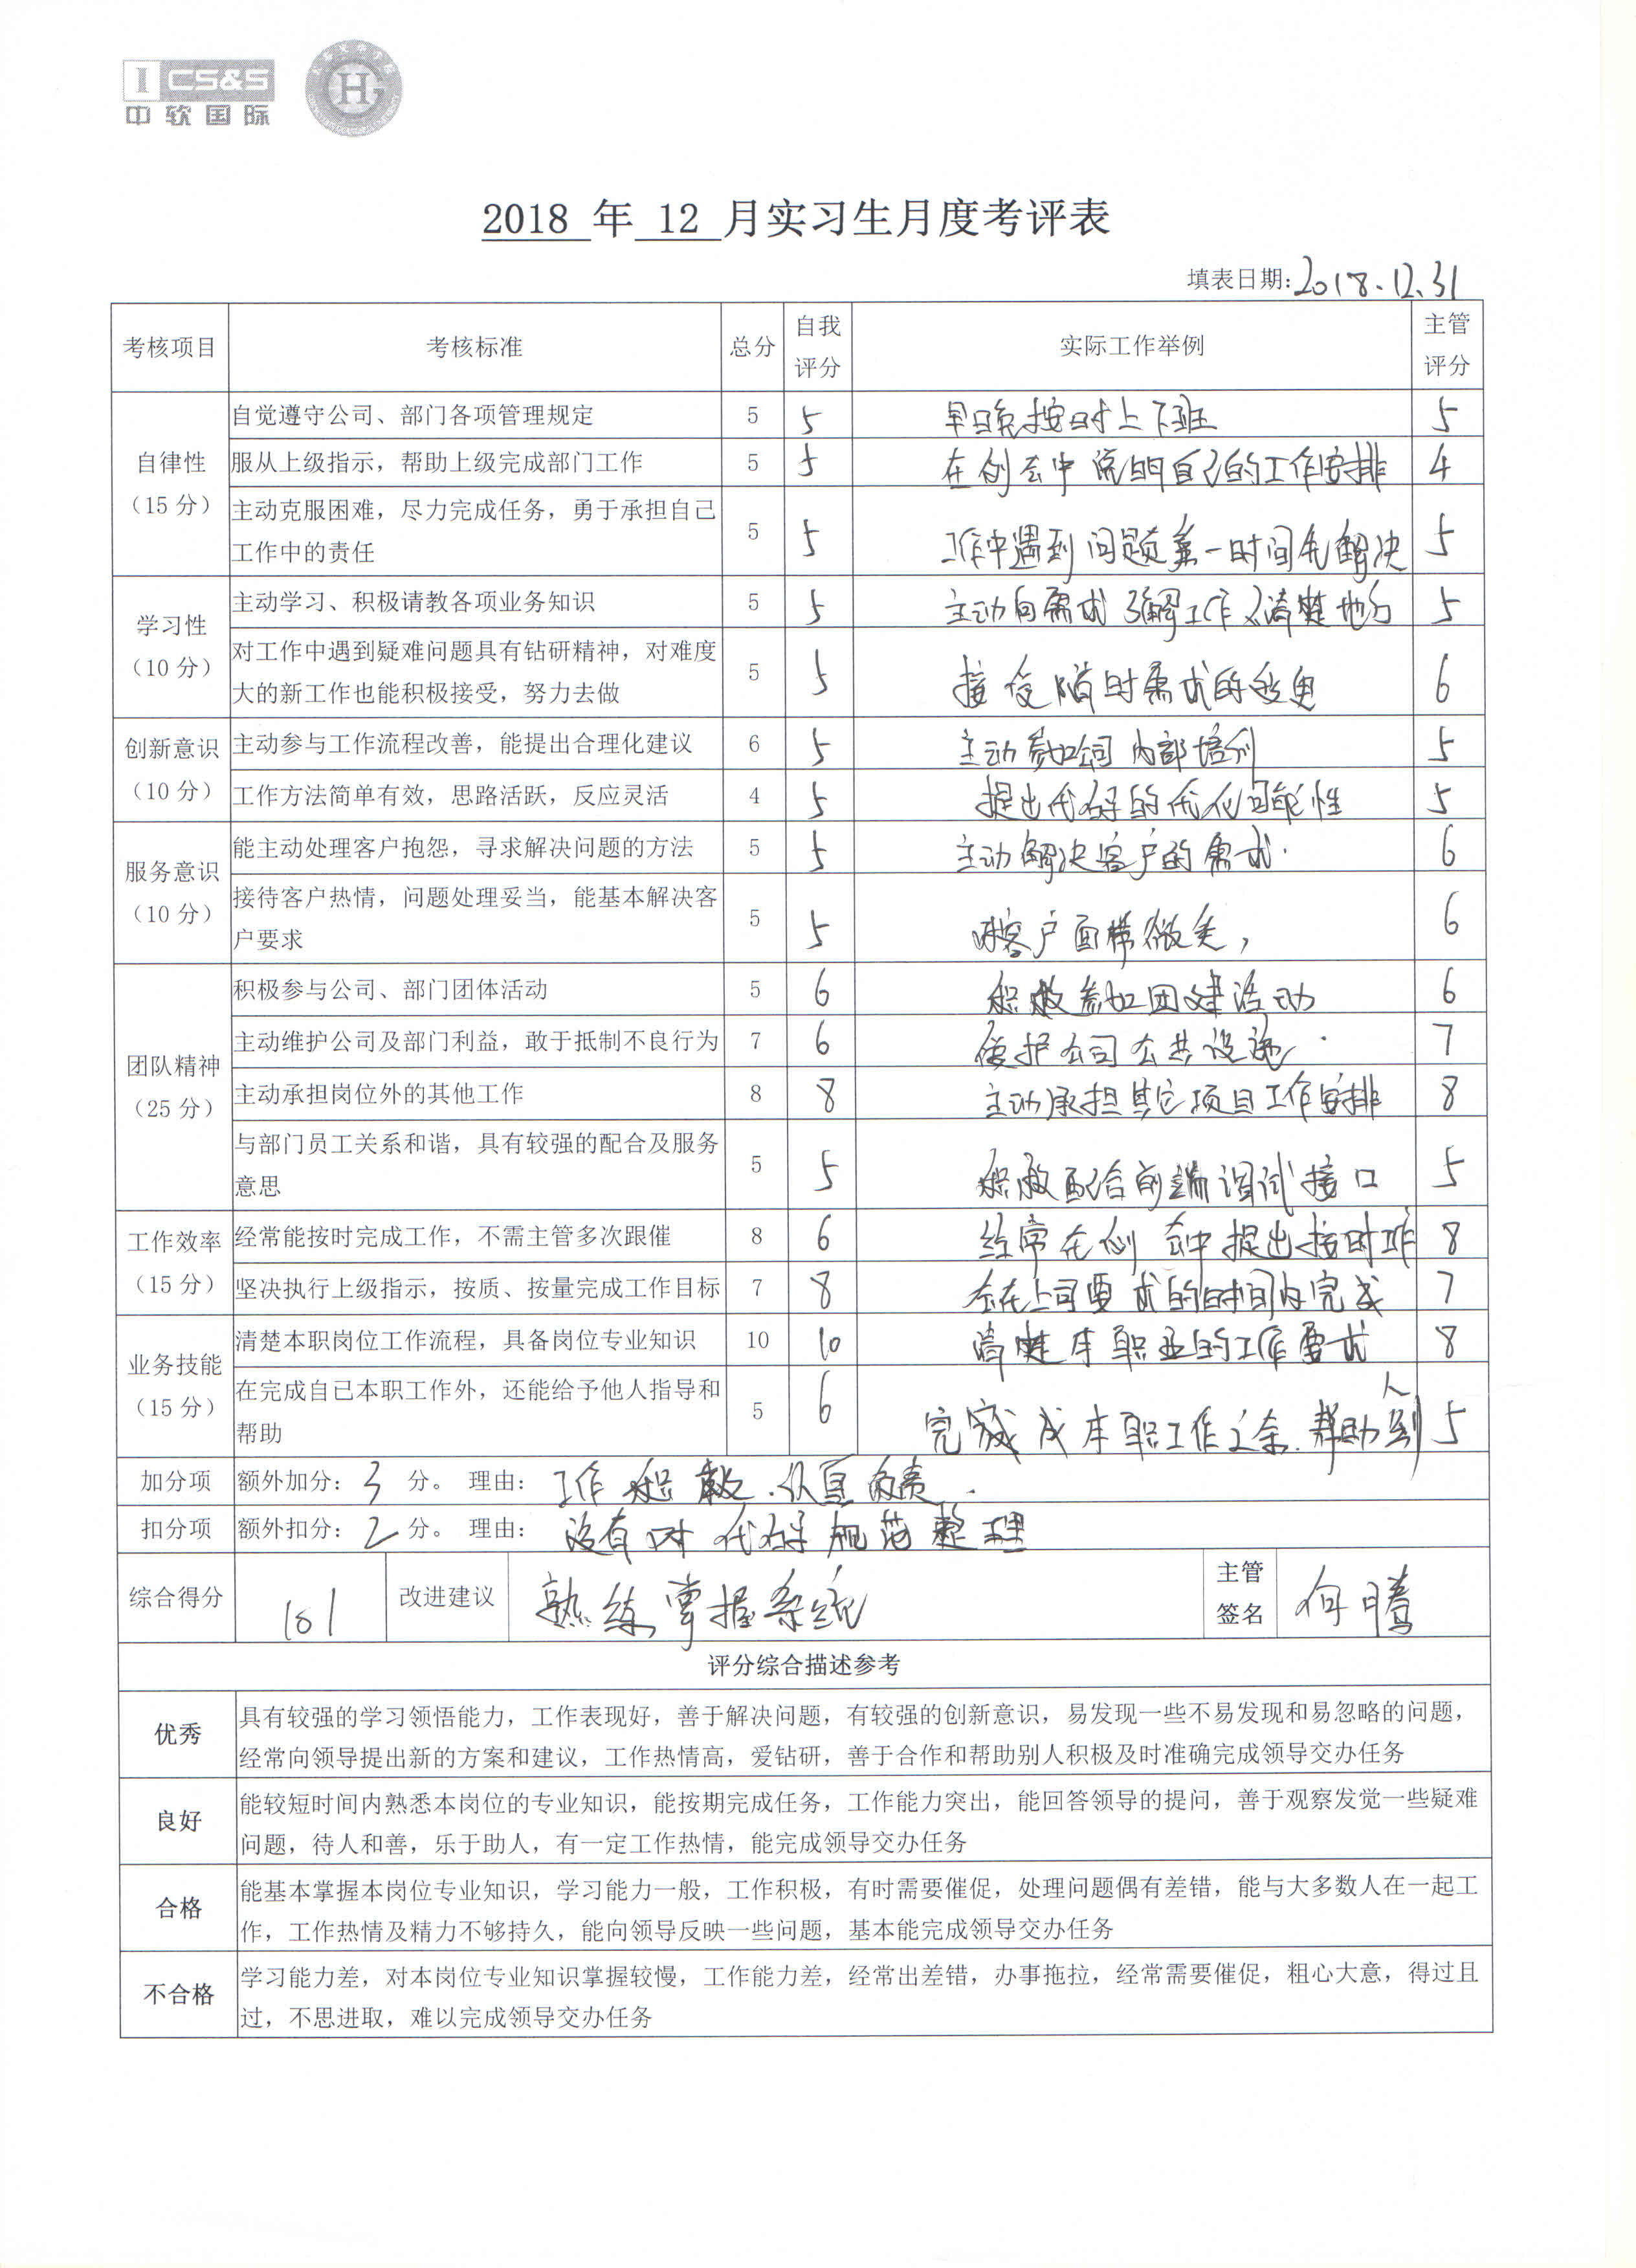 I CS&S
中软国际
H
2018 年 12 月实习生月度考评表
填表日期:2018.12.31
考核项目 考核标准 总分 自我评分 实际工作举例 主管评分
自律性（15 分）
自觉遵守公司、部门各项管理规定 5 5 早晚按时上下班 5
服从上级指示，帮助上级完成部门工作 5 5 在例会中说明自己的工作安排 4
主动克服困难，尽力完成任务，勇于承担自己
工作中的责任 5 5 工作中遇到问题第一时间先解决 5
学习性（10 分）
主动学习、积极请教各项业务知识 5 5 主动向需求了解工作不清楚地方 5
对工作中遇到疑难问题具有钻研精神，对难度
大的新工作也能积极接受，努力去做 5 5 接受随时需求的变更 6
创新意识（10 分）
主动参与工作流程改善，能提出合理化建议 6 5 主动参加公司内部培训 5
工作方法简单有效，思路活跃，反应灵活 4 5 提出代码的优化可能性 5
服务意识（10 分）
能主动处理客户抱怨，寻求解决问题的方法 5 5 主动解决客户的需求. 6
接待客户热情，问题处理妥当，能基本解决客
户要求 5 5 对客户面带微笑， 6
团队精神（25 分）
积极参与公司、部门团体活动 5 6 积极参加团建活动 6
主动维护公司及部门利益，敢于抵制不良行为 7 6 护公司公共设施 7
主动承担岗位外的其他工作 8 8 主动承担其它项目工作安排 8
与部门员工关系和谐，具有较强的配合及服务
意思 5 5 积极配合前端调试接口 5
工作效率（15 分）
经常能按时完成工作，不需主管多次跟催 8 6 经常在例会中提出按时工作 8
坚决执行上级指示，按质、按量完成工作目标 7 8 会在上司要求的时间内完成 7
业务技能（15 分）
清楚本职岗位工作流程，具备岗位专业知识 10 10 清楚本职业的工作要求 8
在完成自己本职工作外，还能给予他人指导和
帮助 5 6 完成本职工作之余.帮助别人 5
加分项 额外加分：3 分。 理由： 工作积极.认真负责.
扣分项 额外扣分：2 分。 理由： 没有对代码规范整理
综合得分 101 改进建议 熟练掌握系统 主管签名 何腾
评分综合描述参考
优秀 具有较强的学习领悟能力，工作表现好，善于解决问题，有较强的创新意识，易发现一些不易发现和易忽略的问题，
经常向领导提出新的方案和建议，工作热情高，爱钻研，善于合作和帮助别人积极及时准确完成领导交办任务
良好 能较短时间内熟悉本岗位的专业知识，能按期完成任务，工作能力突出，能回答领导的提问，善于观察发觉一些疑难
问题，待人和善，乐于助人，有一定工作热情，能完成领导交办任务
合格 能基本掌握本岗位专业知识，学习能力一般，工作积极，有时需要催促，处理问题偶有差错，能与大多数人在一起工
作，工作热情及精力不够持久，能向领导反映一些问题，基本能完成领导交办任务
不合格 学习能力差，对本岗位专业知识掌握较慢，工作能力差，经常出差错，办事拖拉，经常需要催促，粗心大意，得过且
过，不思进取，难以完成领导交办任务